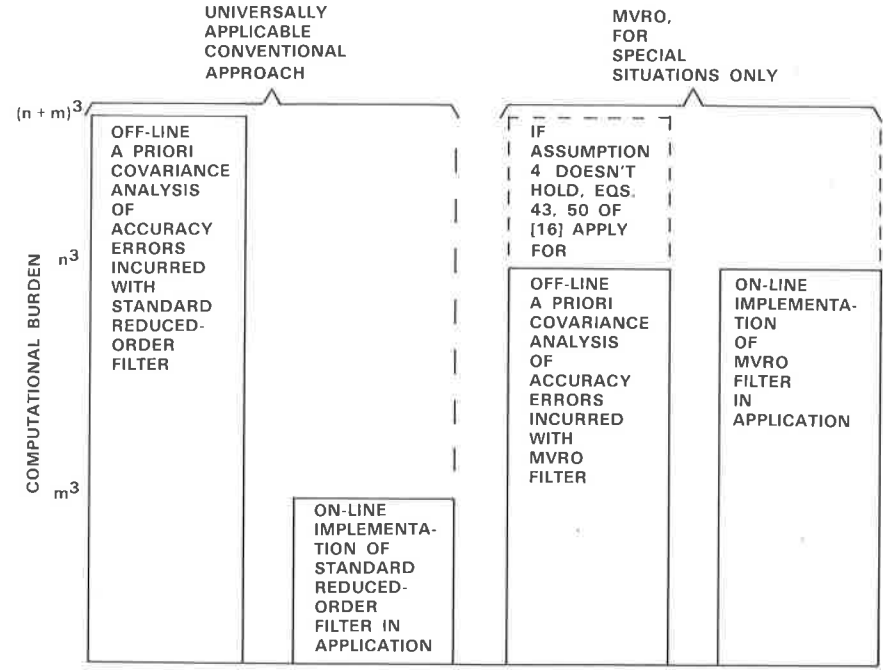 UNIVERSALLY
APPLICABLE
CONVENTIONAL
APPROACH
MVRO,
FOR
SPECIAL
SITUATIONS ONLY
(n + m)³
n³
m³
COMPUTATIONAL BURDEN
OFF-LINE
A PRIORI
COVARIANCE
ANALYSIS
OF
ACCURACY
ERRORS
INCURRED
WITH
STANDARD
REDUCED-
ORDER
FILTER
ON-LINE
IMPLEMENTA-
TION OF
STANDARD
REDUCED-
ORDER
FILTER IN
APPLICATION
IF
ASSUMPTION
4 DOESN'T
HOLD, EQS.
43, 50 OF
[16] APPLY
FOR
OFF-LINE
A PRIORI
COVARIANCE
ANALYSIS
OF
ACCURACY
ERRORS
INCURRED
WITH
MVRO
FILTER
ON-LINE
IMPLEMENTA-
TION
OF
MVRO
FILTER
IN
APPLICATION